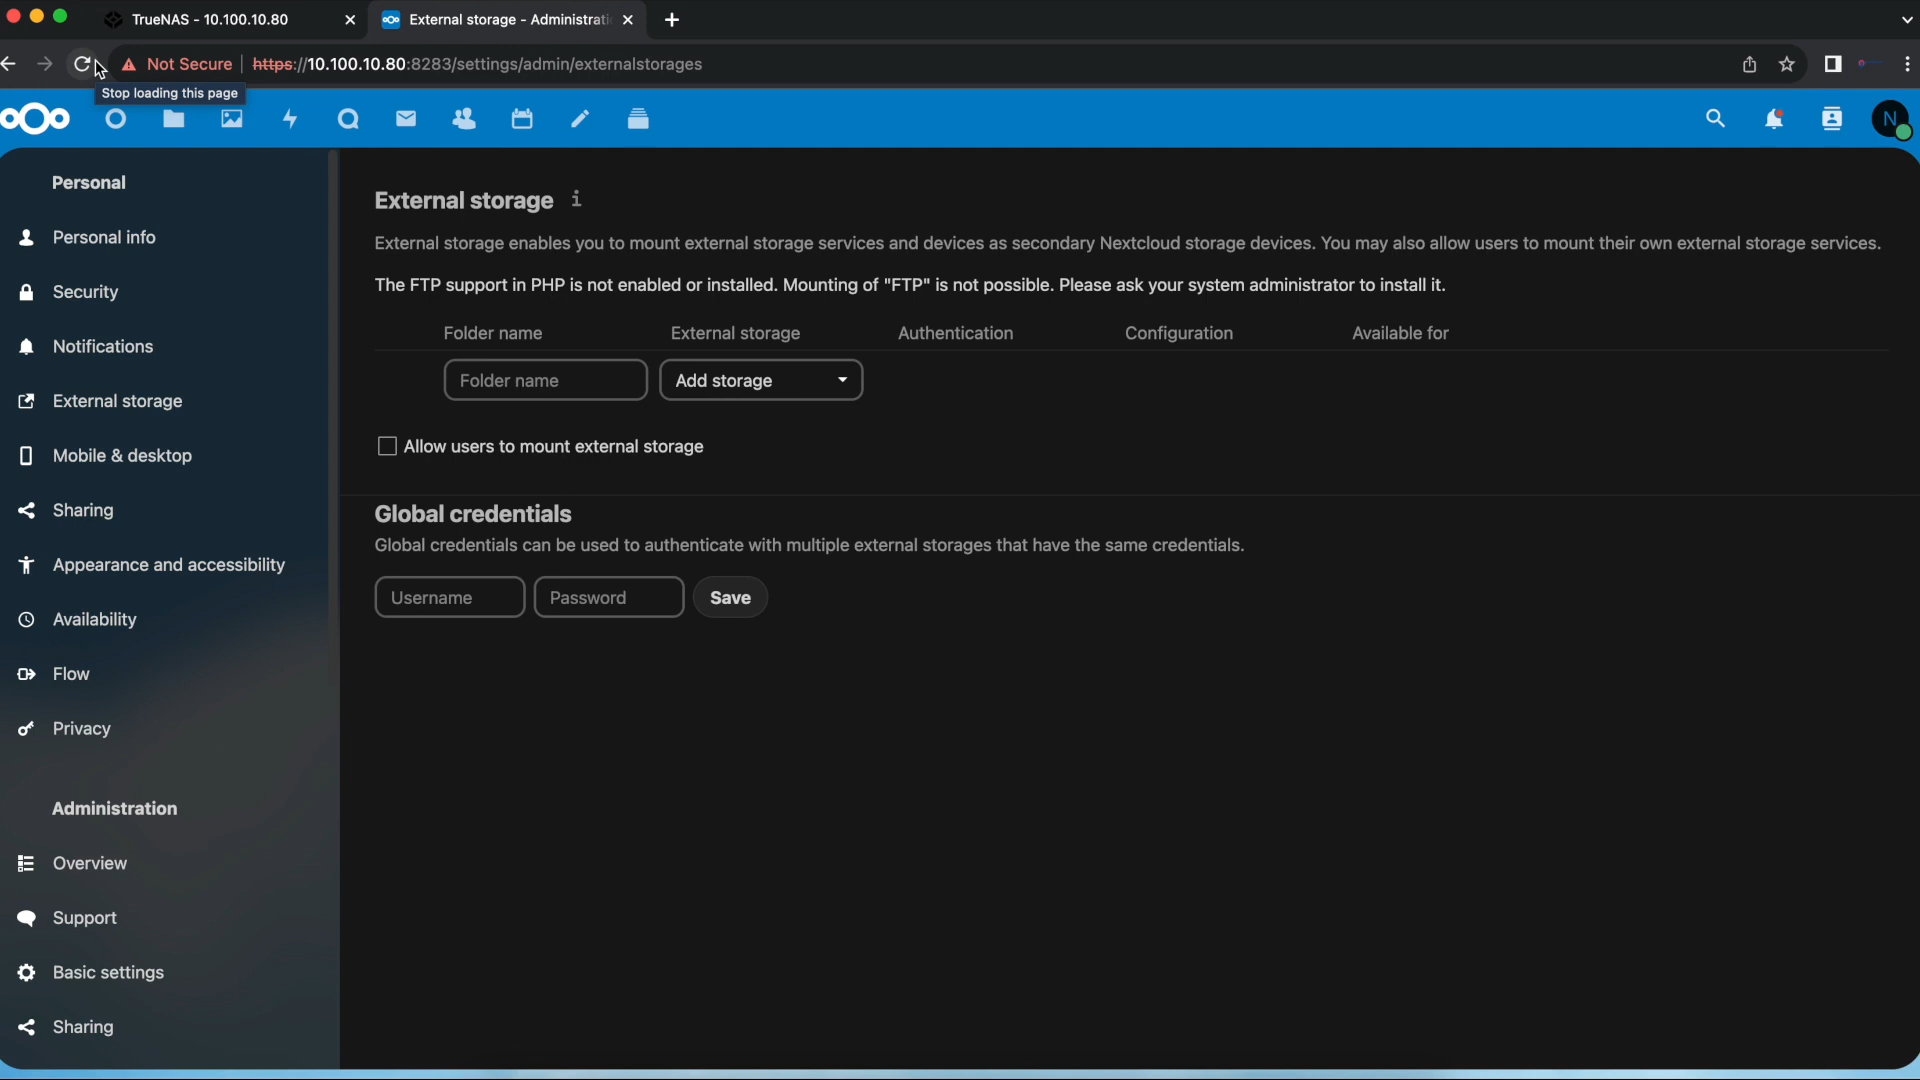 TrueNAS - 10.100.10.80
External storage - Administrati
Not Secure
https://10.100.10.80:8283/settings/admin/externalstorages
Stop loading this page
N
Personal
Personal info
Security
Notifications
External storage
Mobile & desktop
Sharing
Appearance and accessibility
Availability
Flow
Privacy
Administration
Overview
Support
Basic settings
Sharing
External storage
External storage enables you to mount external storage services and devices as secondary Nextcloud storage devices. You may also allow users to mount their own external storage services.
The FTP support in PHP is not enabled or installed. Mounting of "FTP" is not possible. Please ask your system administrator to install it.
Folder name External storage Authentication Configuration Available for
Folder name Add storage
Allow users to mount external storage
Global credentials
Global credentials can be used to authenticate with multiple external storages that have the same credentials.
Username Password Save